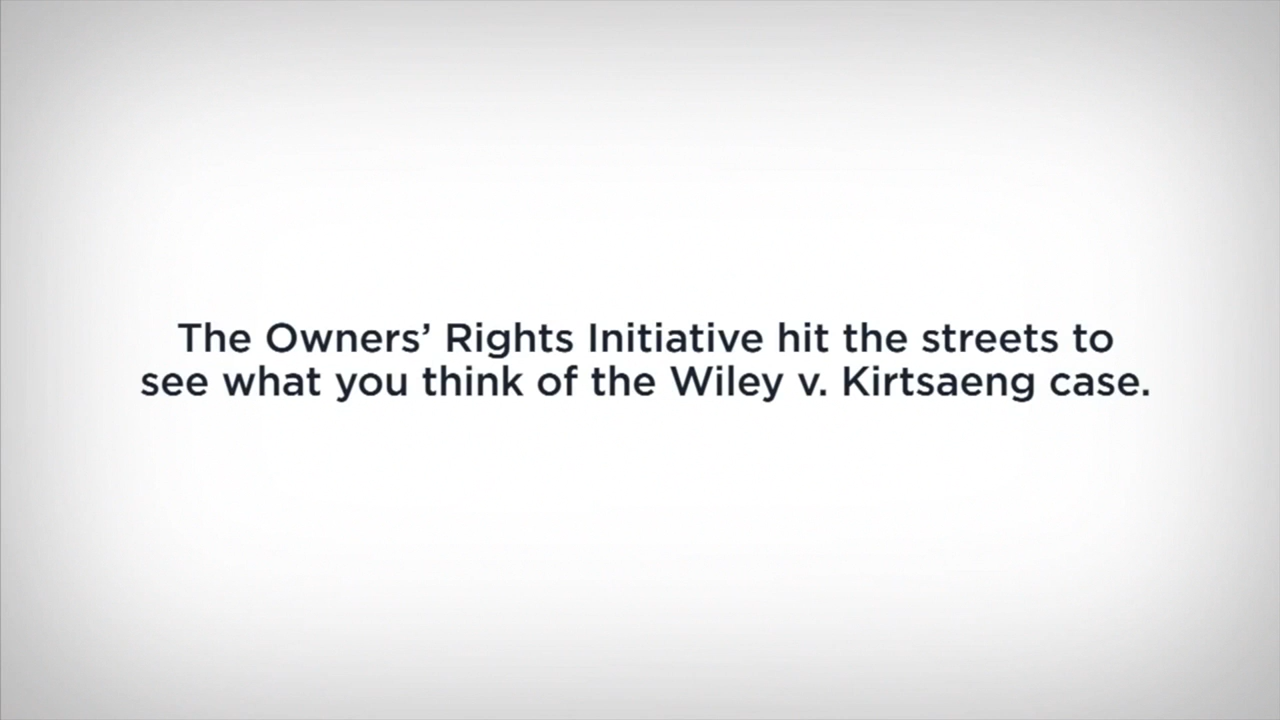 The Owners’ Rights Initiative hit the streets to
see what you think of the Wiley v. Kirtsaeng case.